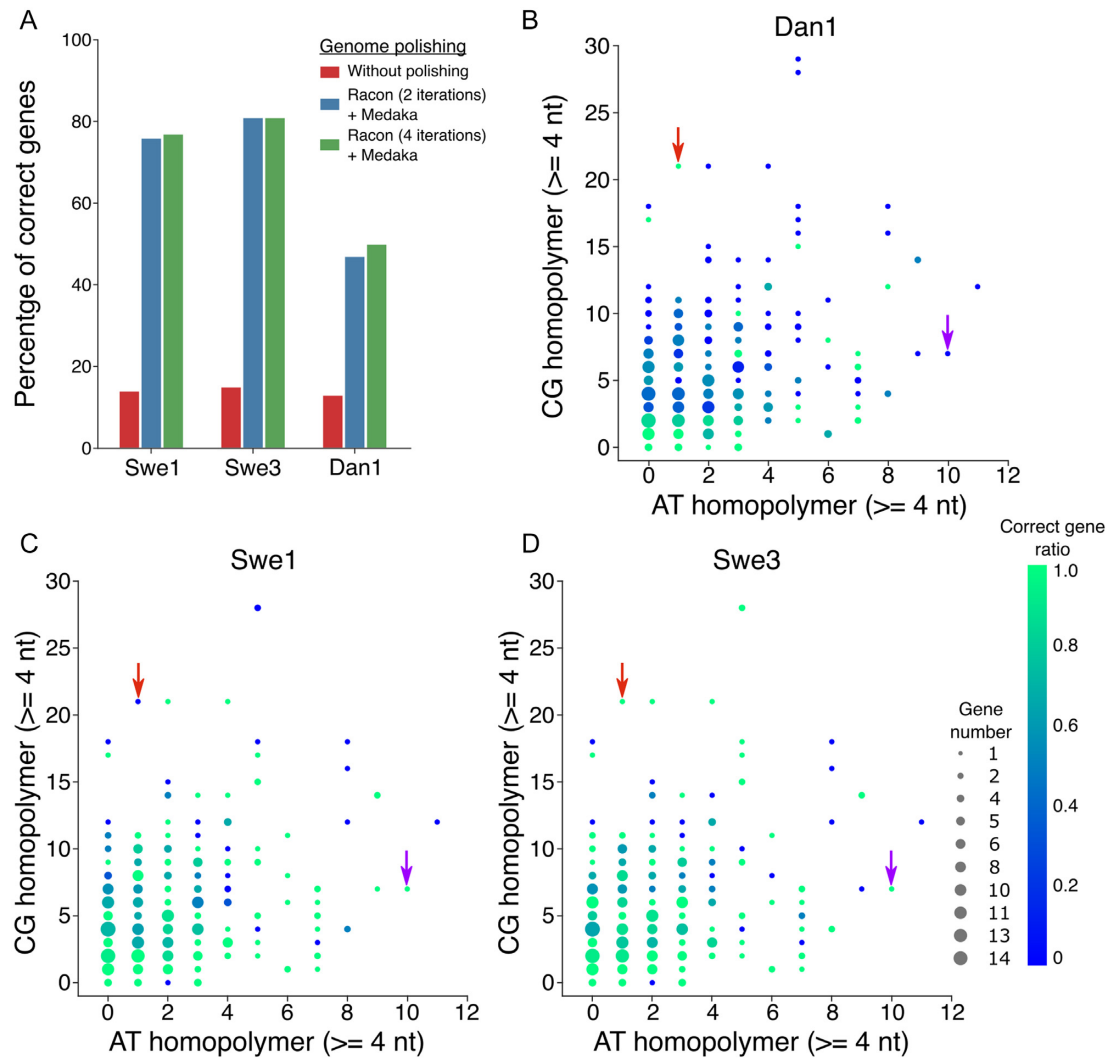 A
Percentge of correct genes
100
80
60
40
20
0
Swe1 Swe3 Dan1
Genome polishing
Without polishing
Racon (2 iterations)
+ Medaka
Racon (4 iterations)
+ Medaka
B
Dan1
CG homopolymer (>= 4 nt)
30
25
20
15
10
5
0
0 2 4 6 8 10 12
AT homopolymer (>= 4 nt)
C
Swe1
CG homopolymer (>= 4 nt)
30
25
20
15
10
5
0
0 2 4 6 8 10 12
AT homopolymer (>= 4 nt)
D
Swe3
CG homopolymer (>= 4 nt)
30
25
20
15
10
5
0
0 2 4 6 8 10 12
AT homopolymer (>= 4 nt)
Gene
number
1
2
4
5
6
8
10
11
13
14
Correct gene
ratio
1.0
0.8
0.6
0.4
0.2
0